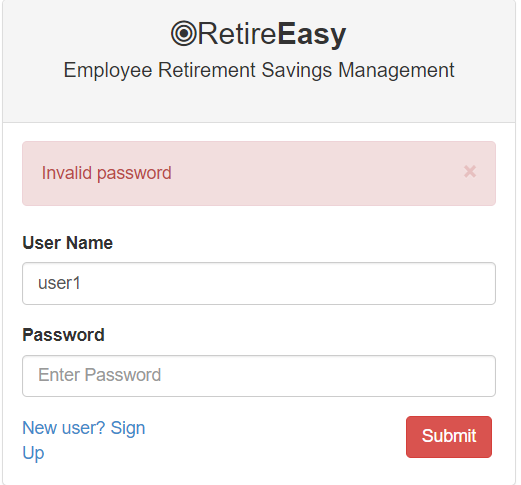 RetireEasy
Employee Retirement Savings Management
Invalid password ×
User Name
user1
Password
Enter Password
New user? Sign
Up
Submit